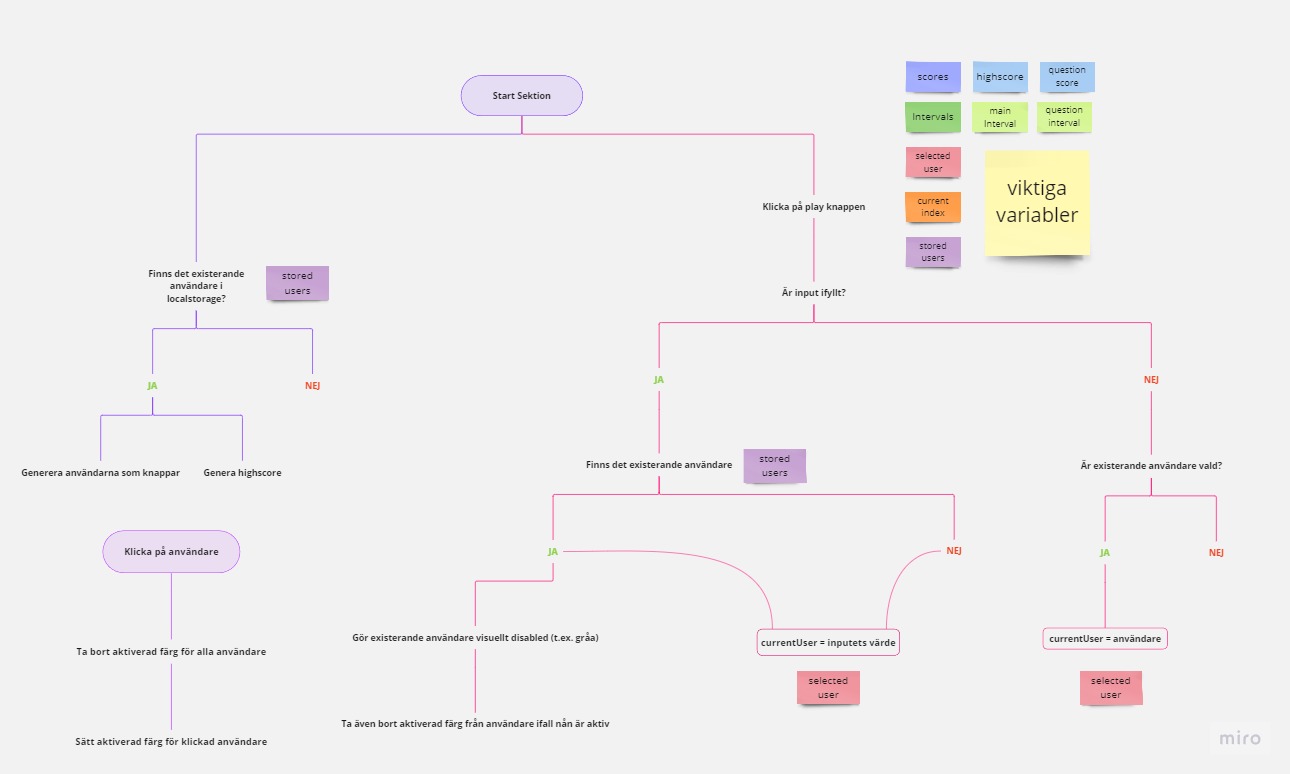 Start Sektion
scores
highscore
question
score
Intervals
main
Interval
question
interval
selected
user
current
index
stored
users
viktiga
variabler
Klicka på play knappen
Finns det existerande
användare i
localstorage?
stored
users
Är input ifyllt?
JA
NEJ
JA
NEJ
Generera användarna som knappar
Genera highscore
Finns det existerande användare
stored
users
Är existerande användare vald?
JA
NEJ
JA
NEJ
Klicka på användare
Ta bort aktiverad färg för alla användare
Sätt aktiverad färg för klickad användare
Gör existerande användare visuellt disabled (t.ex. gråa)
Ta även bort aktiverad färg från användare ifall nån är aktiv
currentUser = inputets värde
selected
user
currentUser = användare
selected
user
miro